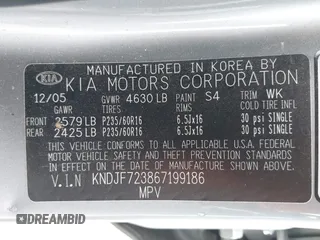 MANUFACTURED IN KOREA BY
KIA KIA MOTORS CORPORATION
12/05 GVWR 4630 LB PAINT S4 TRIM WK
GAWR TIRES RIMS COLD TIRE INFL
FRONT 2579 LB P235/60R16 6.5Jx16 30 psi SINGLE
REAR 2425 LB P235/60R16 6.5Jx16 30 psi SINGLE
THIS VEHICLE CONFORMS TO ALL APPLICABLE
FEDERAL MOTOR VEHICLE SAFETY, BUMPER, AND
THEFT PREVENTION STANDARDS IN EFFECT ON
THE DATE OF MANUFACTURE SHOWN ABOVE.
V.I.N KNDJF723867199186
MPV
© DREAMBID
AUTOBIDCAR.COM